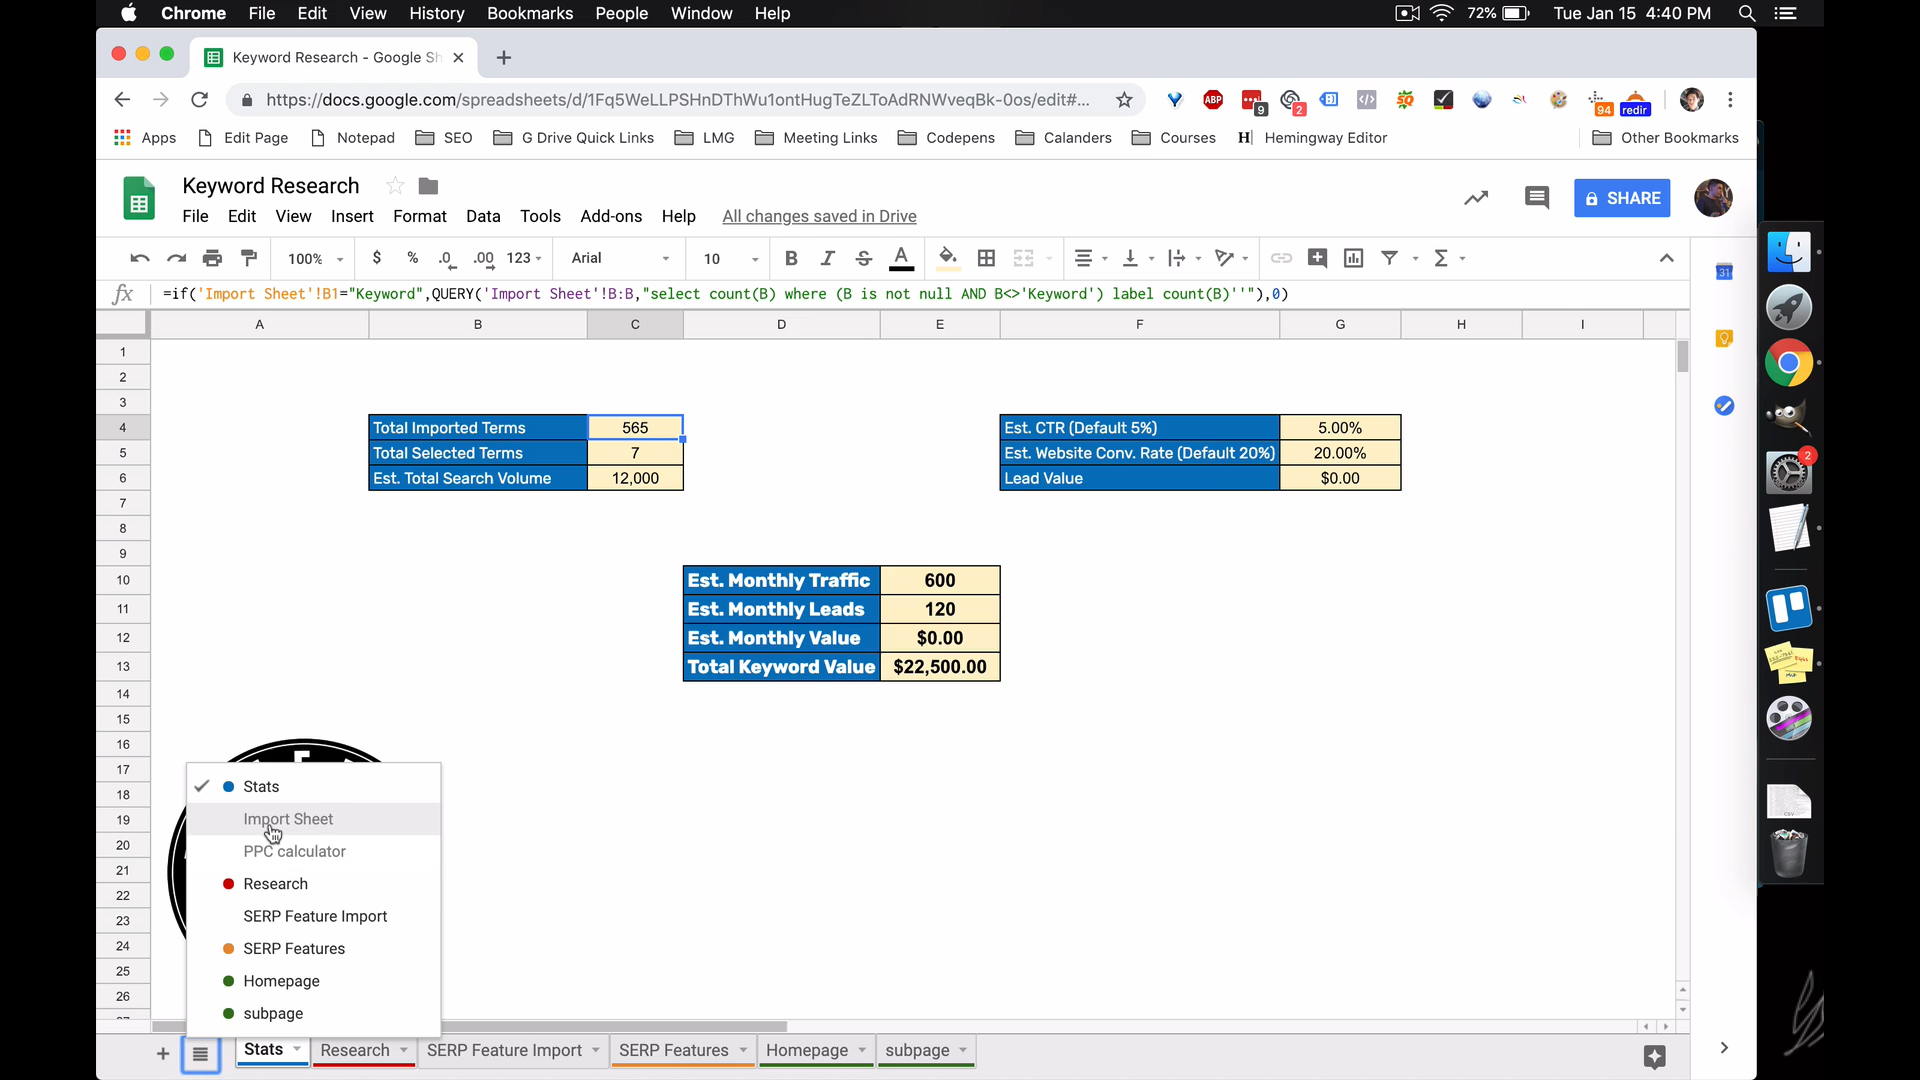 Chrome File Edit View History Bookmarks People Window Help 72% Tue Jan 15 4:40 PM
Keyword Research - Google Sh
https://docs.google.com/spreadsheets/d/1Fq5WeLLPSHnDThWu1ontHugTeZLToAdRNWveqBk-0os/edit#... ABP 9 2 94 redir
Apps Edit Page Notepad SEO G Drive Quick Links LMG Meeting Links Codepens Calanders Courses H Hemingway Editor Other Bookmarks
Keyword Research
File Edit View Insert Format Data Tools Add-ons Help All changes saved in Drive SHARE
100% $ % .0 .00 123 Arial 10 B I S A Σ
fx =if('Import Sheet'!B1="Keyword",QUERY('Import Sheet'!B:B,"select count(B) where (B is not null AND B<>'Keyword') label count(B)''"),0)
A B C D E F G H I
1
2
3
4 Total Imported Terms 565 Est. CTR (Default 5%) 5.00%
5 Total Selected Terms 7 Est. Website Conv. Rate (Default 20%) 20.00%
6 Est. Total Search Volume 12,000 Lead Value $0.00
7
8
9
10 Est. Monthly Traffic 600
11 Est. Monthly Leads 120
12 Est. Monthly Value $0.00
13 Total Keyword Value $22,500.00
14
15
16
17
18
19
20
21
22
23
24
25
26
Stats
Import Sheet
PPC calculator
Research
SERP Feature Import
SERP Features
Homepage
subpage
Stats Research SERP Feature Import SERP Features Homepage subpage
31
2
CSV